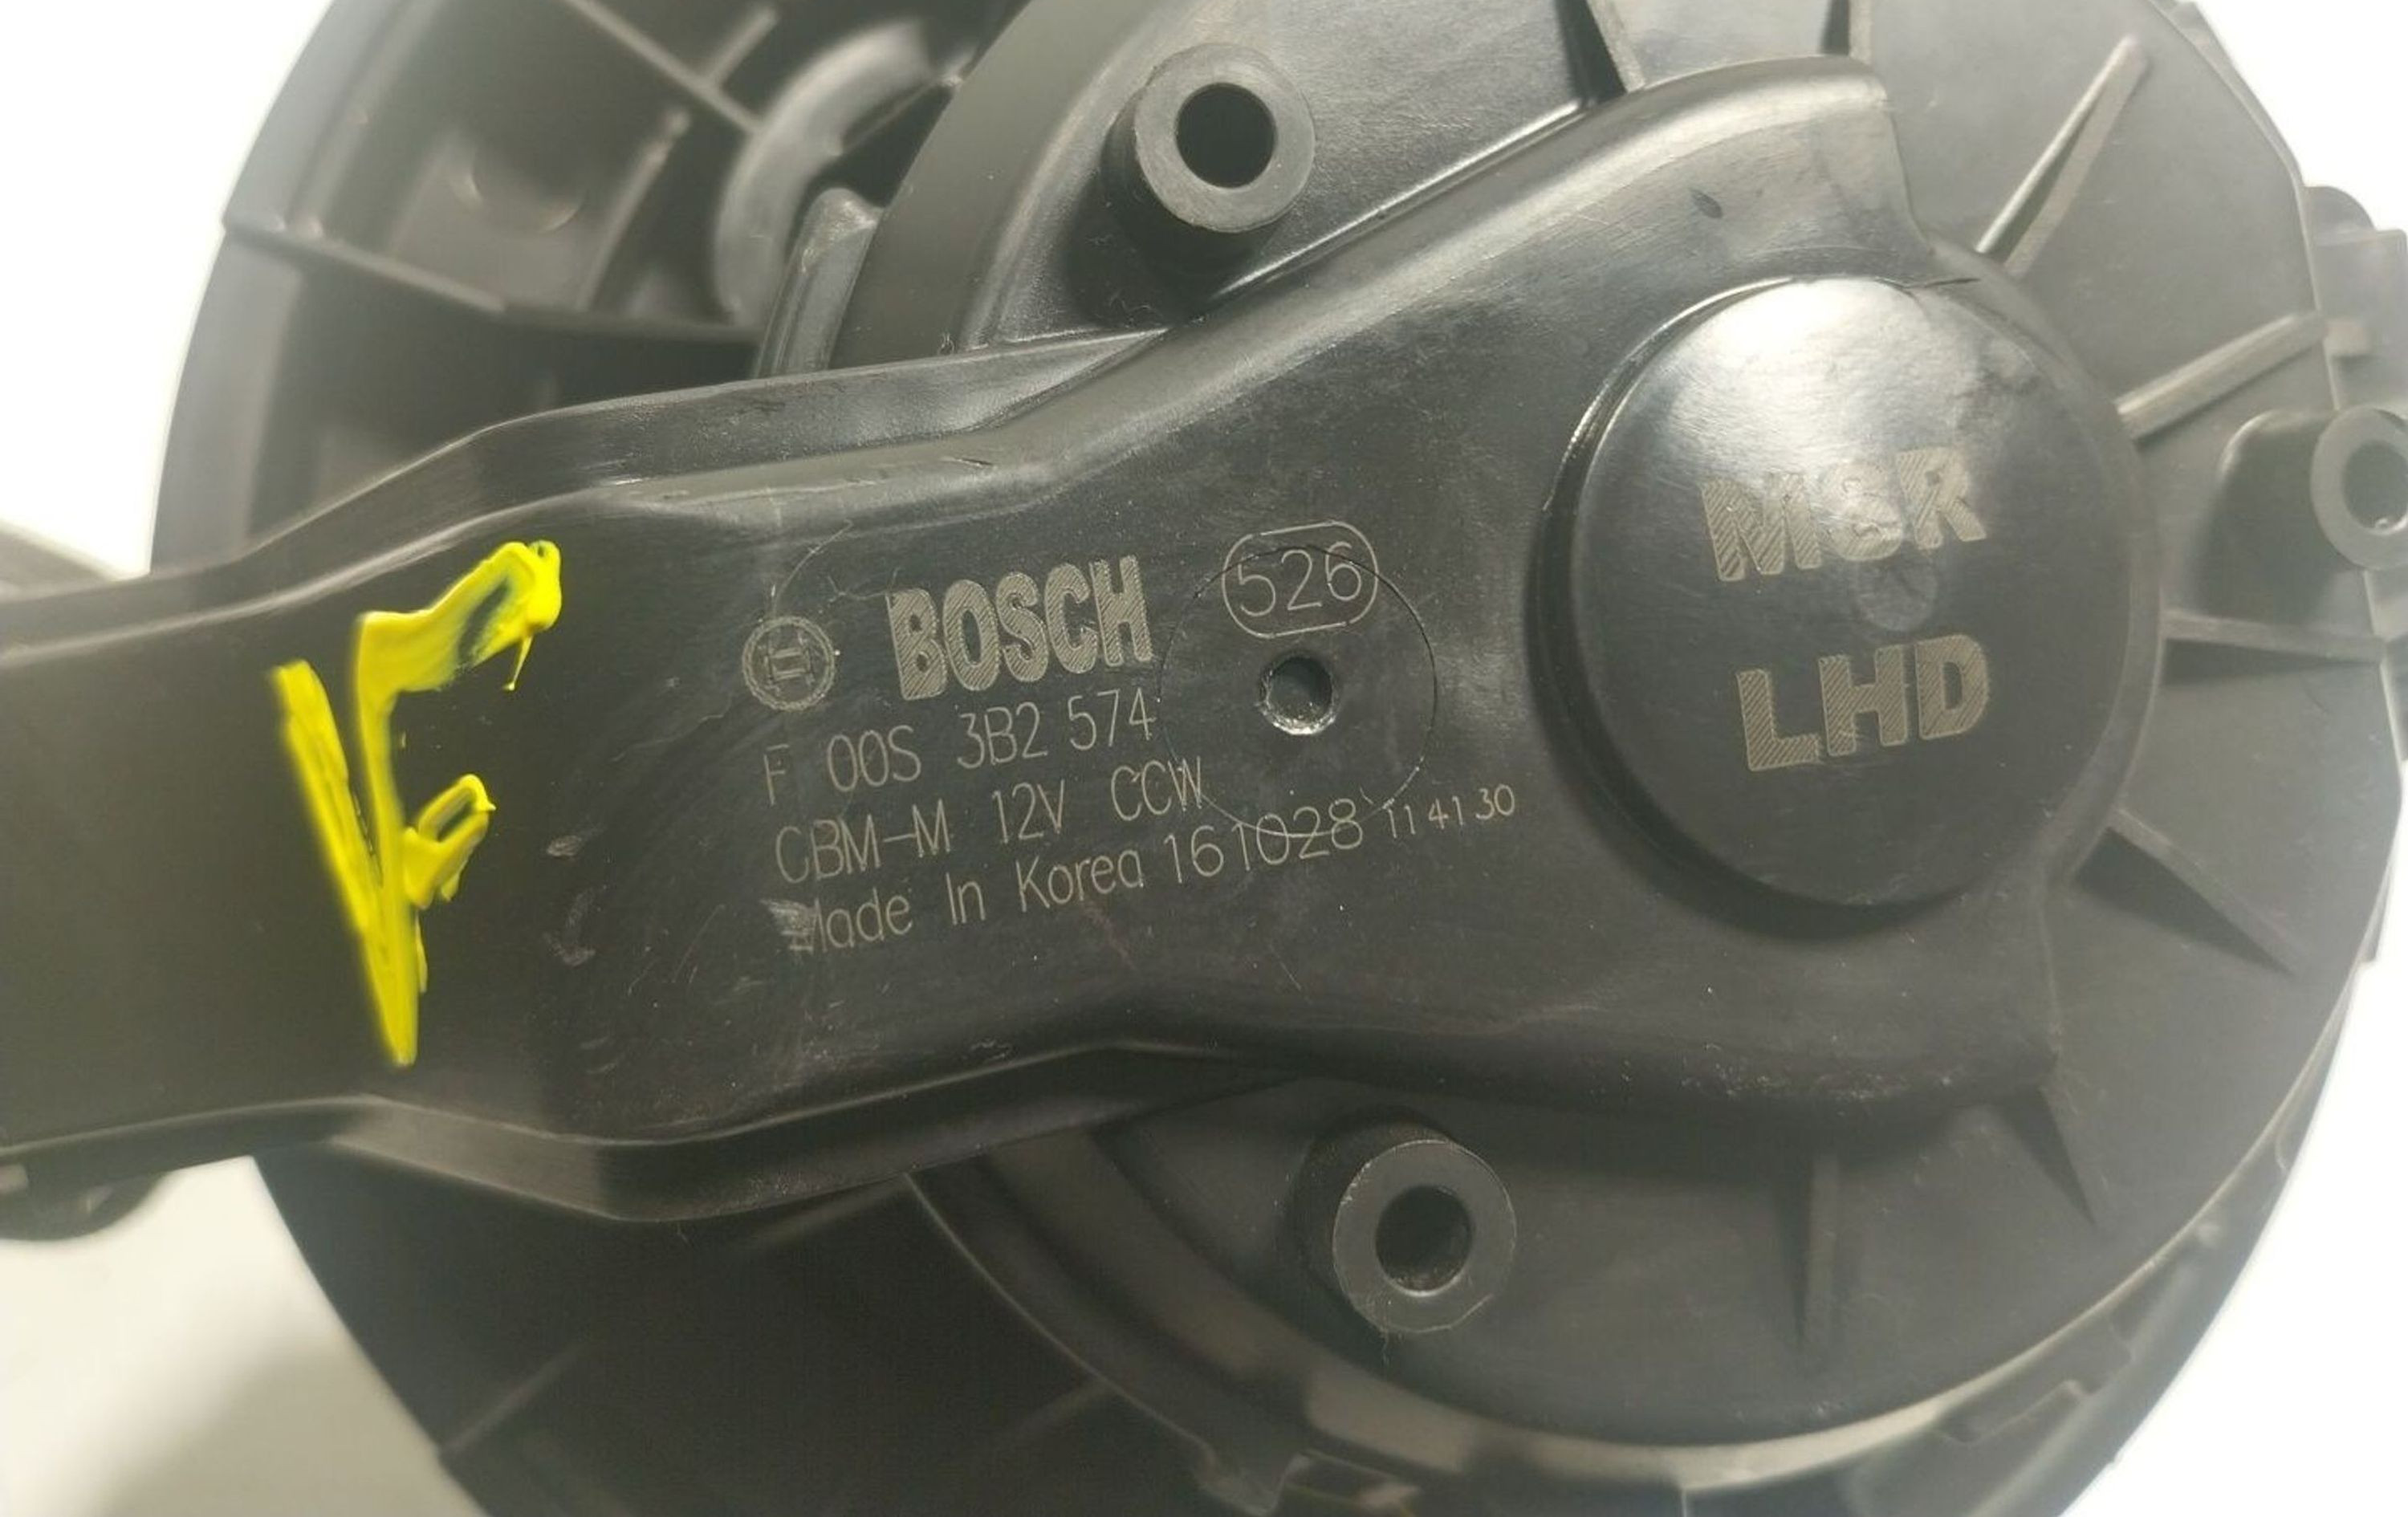 BOSCH 526
F 00S 3B2 574
CBM-M 12V CCW
Made In Korea 161028 114130
LHD